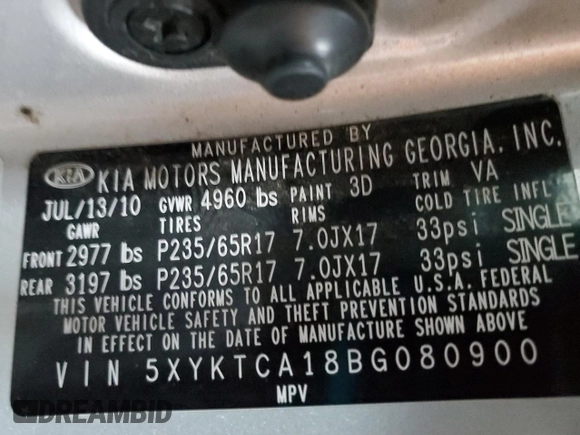 MANUFACTURED BY
KIA KIA MOTORS MANUFACTURING GEORGIA, INC.
JUL/13/10 GVWR 4960 lbs PAINT 3D TRIM VA
GAWR TIRES RIMS COLD TIRE INFL
FRONT 2977 lbs P235/65R17 7.0JX17 33psi SINGLE
REAR 3197 lbs P235/65R17 7.0JX17 33psi SINGLE
THIS VEHICLE CONFORMS TO ALL APPLICABLE U.S.A. FEDERAL
MOTOR VEHICLE SAFETY AND THEFT PREVENTION STANDARDS
IN EFFECT ON THE DATE OF MANUFACTURE SHOWN ABOVE
VIN 5XYKTCA18BG080900
MPV
DREAMBID